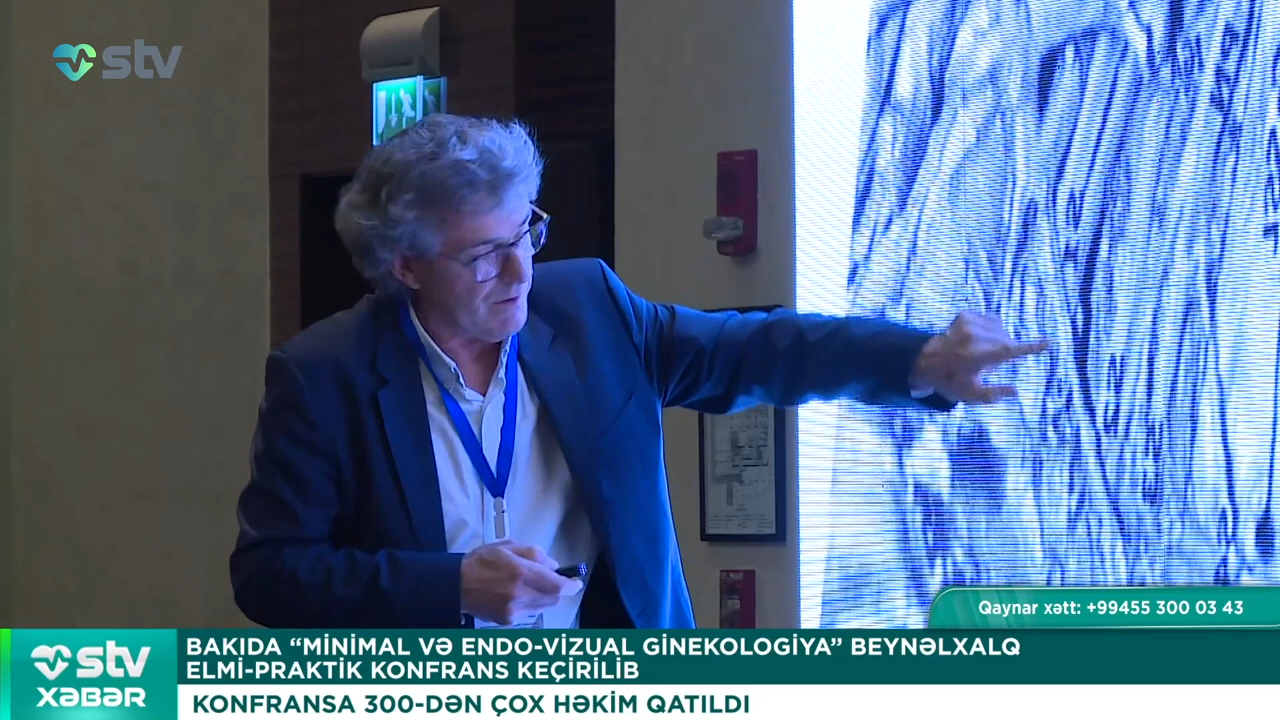 stv
Qaynar xətt: +99455 300 03 43
stv
XƏBƏR
BAKIDA “MİNİMAL VƏ ENDO-VİZUAL GİNEKOLOGİYA” BEYNƏLXALQ
ELMİ-PRAKTİK KONFRANS KEÇİRİLİB
KONFRANSA 300-DƏN ÇOX HƏKİM QATILDI